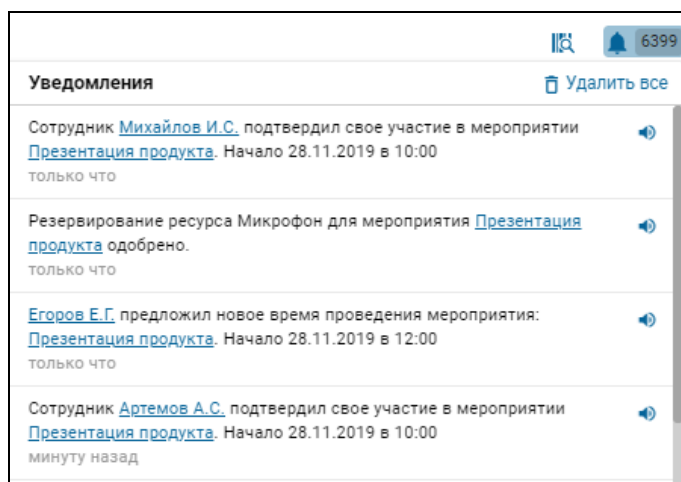 6399
Уведомления Удалить все
Сотрудник Михайлов И.С. подтвердил свое участие в мероприятии
Презентация продукта. Начало 28.11.2019 в 10:00
только что
Резервирование ресурса Микрофон для мероприятия Презентация
продукта одобрено.
только что
Егоров Е.Г. предложил новое время проведения мероприятия:
Презентация продукта. Начало 28.11.2019 в 12:00
только что
Сотрудник Артемов А.С. подтвердил свое участие в мероприятии
Презентация продукта. Начало 28.11.2019 в 10:00
минуту назад